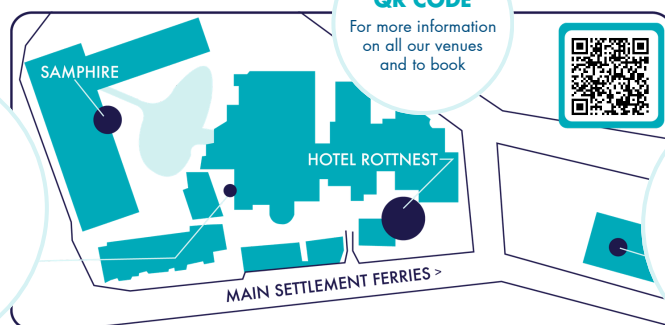 QR CODE
For more information
on all our venues
and to book
SAMPHIRE
HOTEL ROTTNEST
MAIN SETTLEMENT FERRIES >